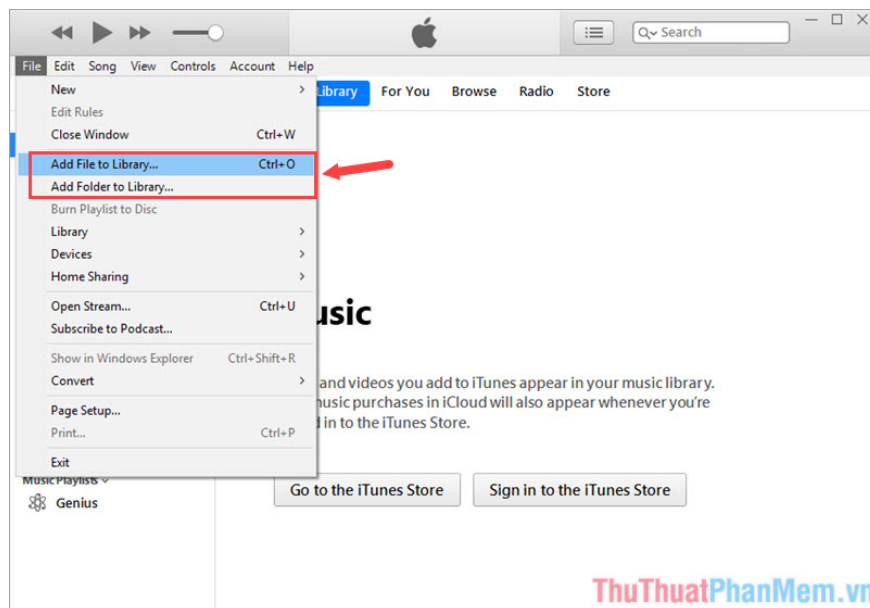 Search
File Edit Song View Controls Account Help
New
Library For You Browse Radio Store
Edit Rules
Close Window Ctrl+W
Add File to Library... Ctrl+O
Add Folder to Library...
Burn Playlist to Disc
Library
Devices
Home Sharing
Open Stream... Ctrl+U
usic
Subscribe to Podcast...
Show in Windows Explorer Ctrl+Shift+R
Convert
and videos you add to iTunes appear in your music library.
music purchases in iCloud will also appear whenever you're
in to the iTunes Store.
Page Setup...
Print... Ctrl+P
Exit
Music Playlists
Genius
Go to the iTunes Store Sign in to the iTunes Store
ThuThuatPhanMem.vn